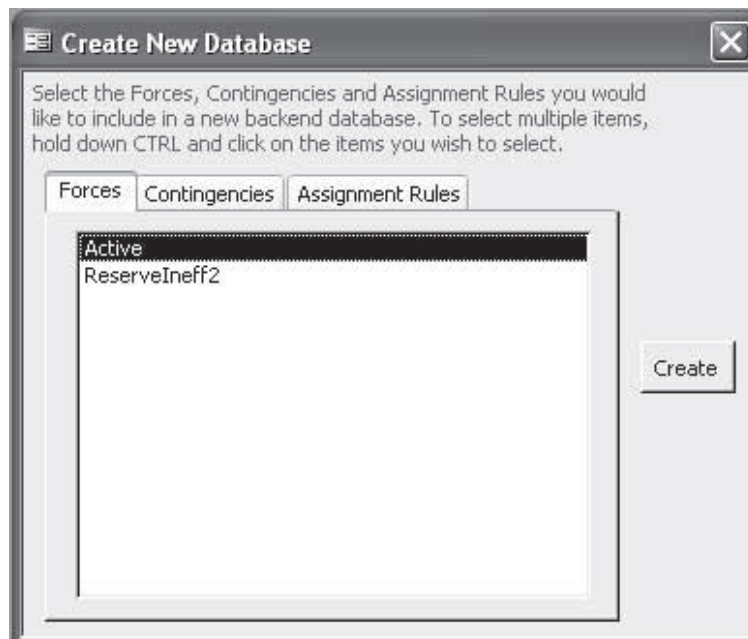 Create New Database
Select the Forces, Contingencies and Assignment Rules you would
like to include in a new backend database. To select multiple items,
hold down CTRL and click on the items you wish to select.
Forces Contingencies Assignment Rules
Active
ReserveIneff2
Create